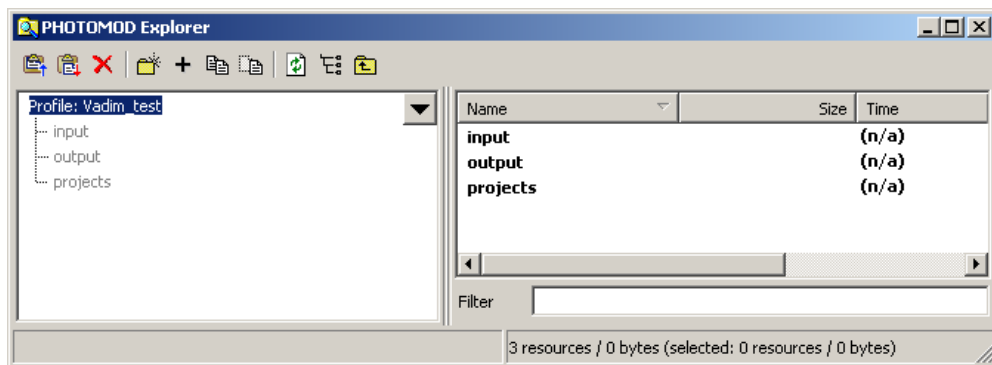 PHOTOMOD Explorer
Profile: Vadim_test
input
output
projects
Name Size Time
input (n/a)
output (n/a)
projects (n/a)
Filter
3 resources / 0 bytes (selected: 0 resources / 0 bytes)